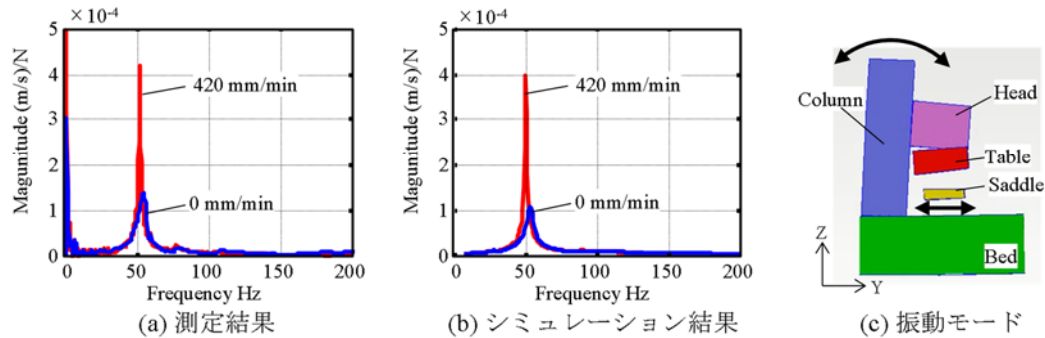 ×10⁻⁴
5
4
3
2
1
0
Magunitude (m/s)/N
420 mm/min
0 mm/min
0
50
100
150
200
Frequency Hz
(a) 測定結果
×10⁻⁴
5
4
3
2
1
0
Magunitude (m/s)/N
420 mm/min
0 mm/min
0
50
100
150
200
Frequency Hz
(b) シミュレーション結果
Column
Head
Table
Saddle
Bed
Z
Y
(c) 振動モード